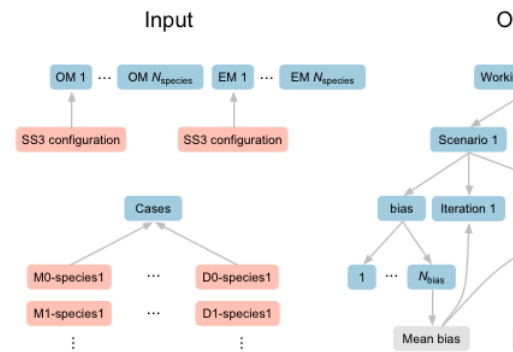 Input
O
OM 1 ... OM Nspecies EM 1 ... EM Nspecies
Worki
SS3 configuration
SS3 configuration
Scenario 1
Cases
bias
Iteration 1
M0-species1 ... D0-species1
1 ... Nbias
M1-species1 ... D1-species1
Mean bias
⋮ ⋮